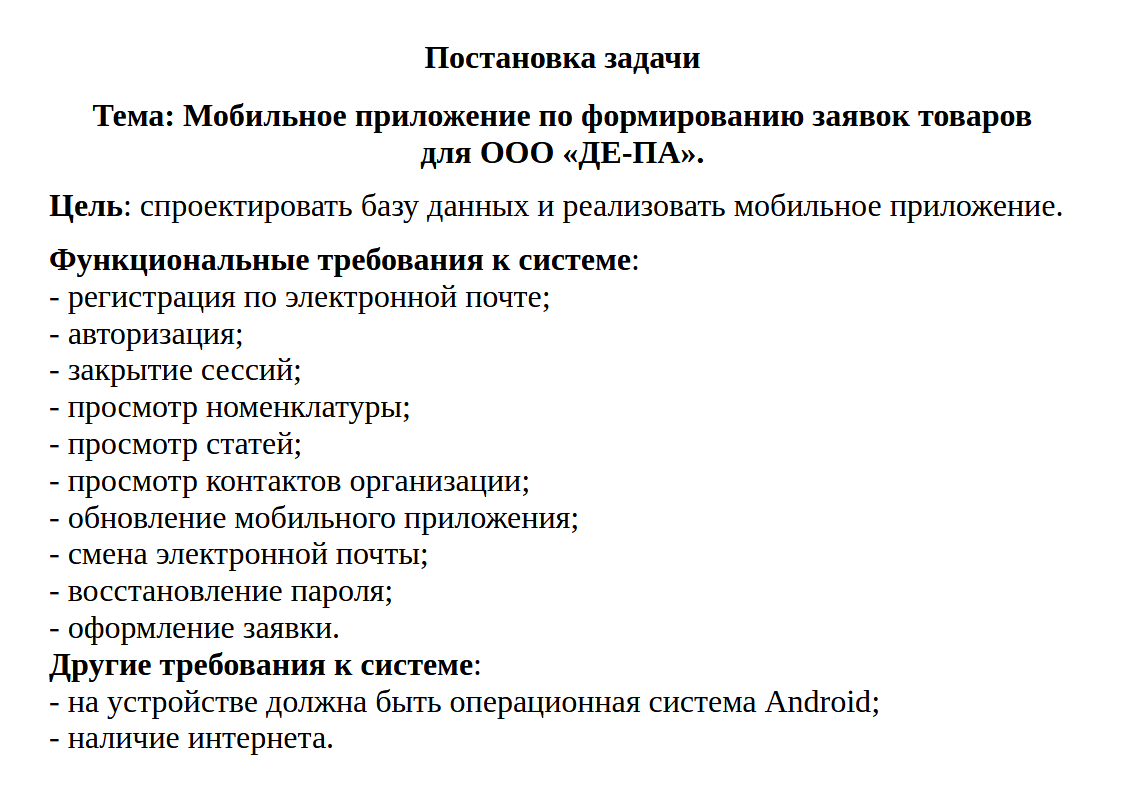 Постановка задачи
Тема: Мобильное приложение по формированию заявок товаров
для ООО «ДЕ-ПА».
Цель: спроектировать базу данных и реализовать мобильное приложение.
Функциональные требования к системе:
- регистрация по электронной почте;
- авторизация;
- закрытие сессий;
- просмотр номенклатуры;
- просмотр статей;
- просмотр контактов организации;
- обновление мобильного приложения;
- смена электронной почты;
- восстановление пароля;
- оформление заявки.
Другие требования к системе:
- на устройстве должна быть операционная система Android;
- наличие интернета.